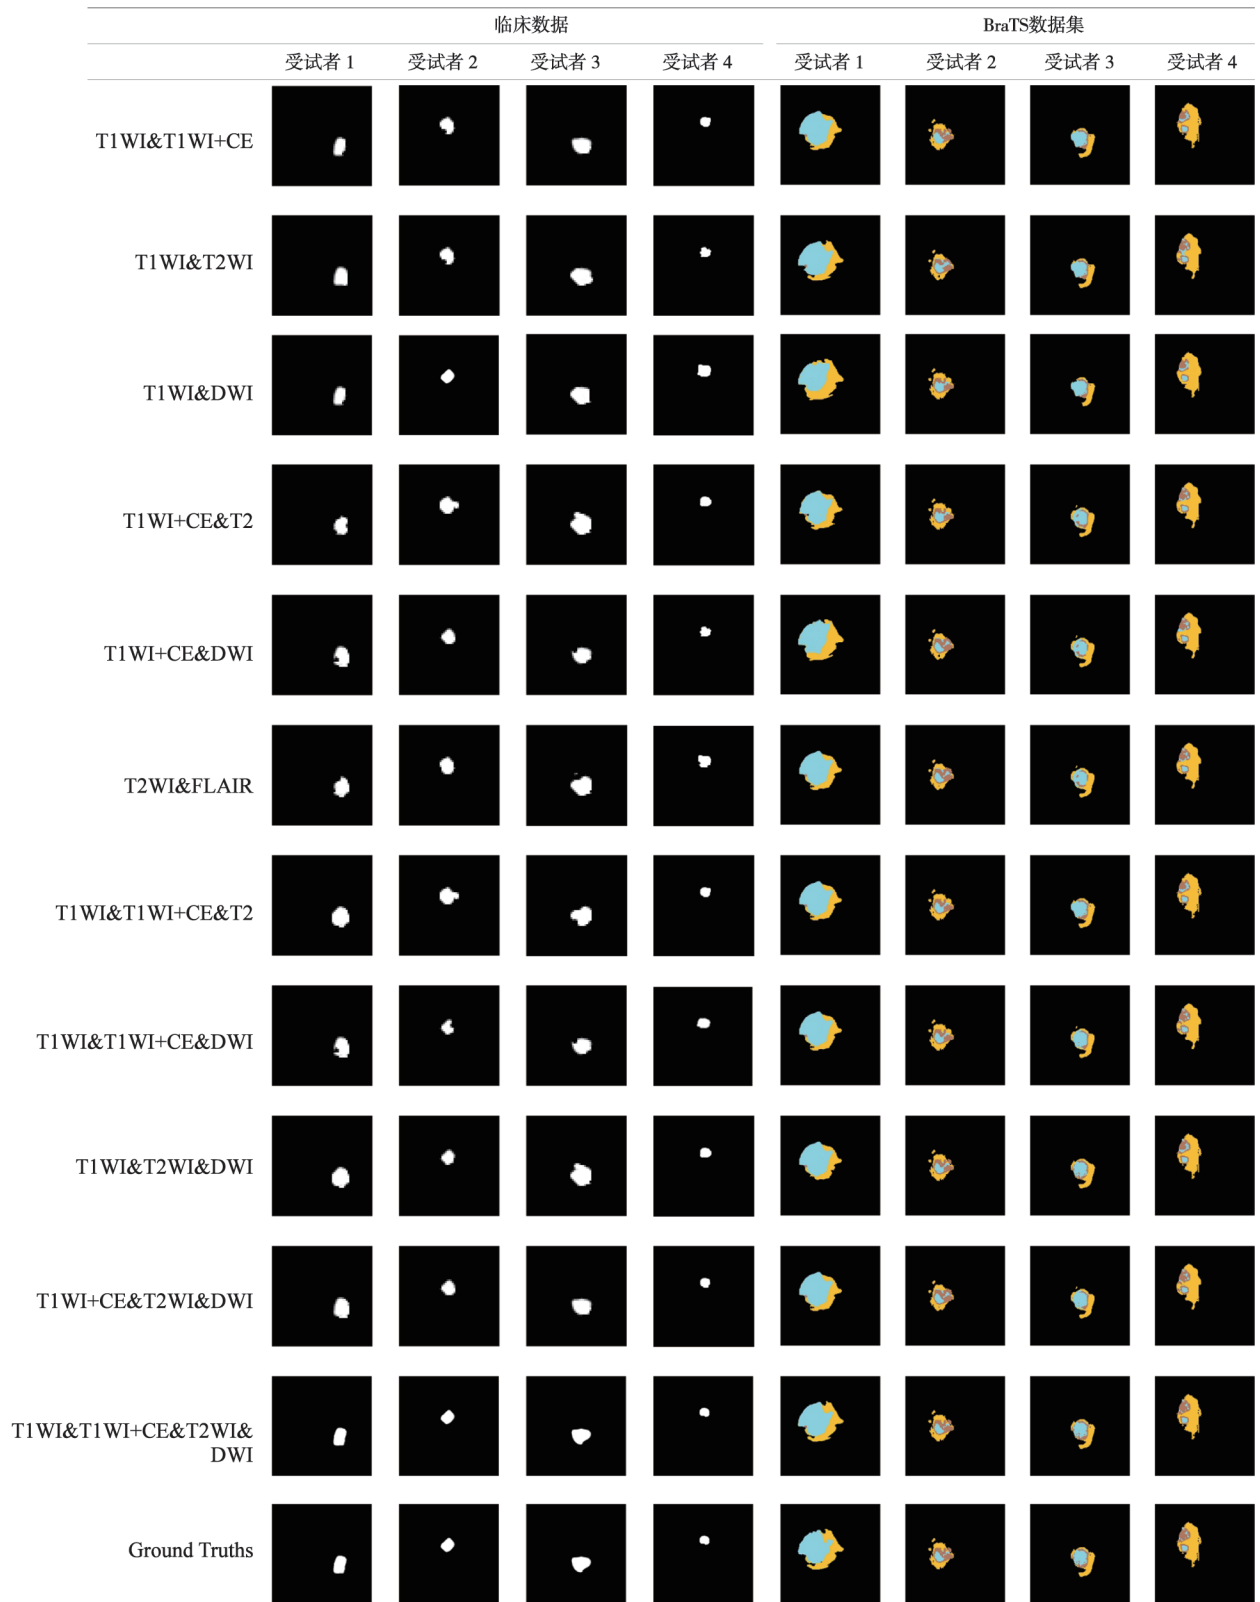 临床数据 BraTS数据集
受试者 1 受试者 2 受试者 3 受试者 4 受试者 1 受试者 2 受试者 3 受试者 4
T1WI&T1WI+CE
T1WI&T2WI
T1WI&DWI
T1WI+CE&T2
T1WI+CE&DWI
T2WI&FLAIR
T1WI&T1WI+CE&T2
T1WI&T1WI+CE&DWI
T1WI&T2WI&DWI
T1WI+CE&T2WI&DWI
T1WI&T1WI+CE&T2WI&
DWI
Ground Truths